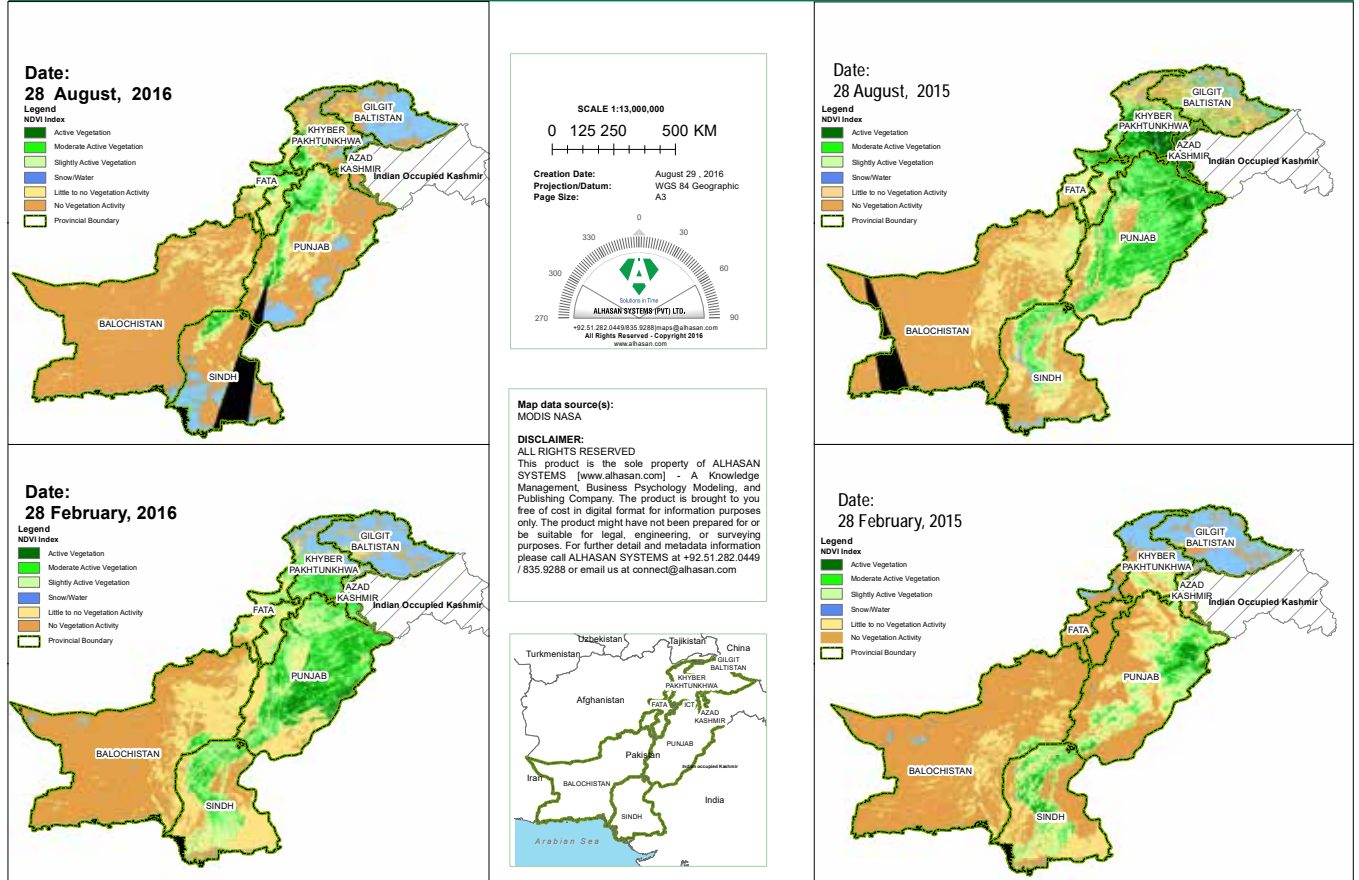 Date:
28 August, 2016
Legend
NDVI Index
Active Vegetation
Moderate Active Vegetation
Slightly Active Vegetation
Snow/Water
Little to no Vegetation Activity
No Vegetation Activity
Provincial Boundary
GILGIT
BALTISTAN
KHYBER
PAKHTUNKHWA
AZAD
KASHMIR
Indian Occupied Kashmir
FATA
PUNJAB
BALOCHISTAN
SINDH
SCALE 1:13,000,000
0 125 250 500 KM
Creation Date: August 29 , 2016
Projection/Datum: WGS 84 Geographic
Page Size: A3
0
330 30
300 60
270 90
Solutions in Time
ALHASAN SYSTEMS (PVT) LTD.
+92.51.282.0449/835.9288|maps@alhasan.com
All Rights Reserved - Copyright 2016
www.alhasan.com
Date:
28 August, 2015
Legend
NDVI Index
Active Vegetation
Moderate Active Vegetation
Slightly Active Vegetation
Snow/Water
Little to no Vegetation Activity
No Vegetation Activity
Provincial Boundary
GILGIT
BALTISTAN
KHYBER
PAKHTUNKHWA
AZAD
KASHMIR
Indian Occupied Kashmir
FATA
PUNJAB
BALOCHISTAN
SINDH
Map data source(s):
MODIS NASA
DISCLAIMER:
ALL RIGHTS RESERVED
This product is the sole property of ALHASAN
SYSTEMS [www.alhasan.com] - A Knowledge
Management, Business Psychology Modeling, and
Publishing Company. The product is brought to you
free of cost in digital format for information purposes
only. The product might have not been prepared for or
be suitable for legal, engineering, or surveying
purposes. For further detail and metadata information
please call ALHASAN SYSTEMS at +92.51.282.0449
/ 835.9288 or email us at connect@alhasan.com
Date:
28 February, 2016
Legend
NDVI Index
Active Vegetation
Moderate Active Vegetation
Slightly Active Vegetation
Snow/Water
Little to no Vegetation Activity
No Vegetation Activity
Provincial Boundary
GILGIT
BALTISTAN
KHYBER
PAKHTUNKHWA
AZAD
KASHMIR
Indian Occupied Kashmir
FATA
PUNJAB
BALOCHISTAN
SINDH
Uzbekistan
Tajikistan
Turkmenistan
China
GILGIT
BALTISTAN
KHYBER
PAKHTUNKHWA
Afghanistan
FATA
ICT
AZAD
KASHMIR
PUNJAB
Pakistan
Indian occupied Kashmir
Iran
BALOCHISTAN
India
SINDH
Arabian Sea
Date:
28 February, 2015
Legend
NDVI Index
Active Vegetation
Moderate Active Vegetation
Slightly Active Vegetation
Snow/Water
Little to no Vegetation Activity
No Vegetation Activity
Provincial Boundary
GILGIT
BALTISTAN
KHYBER
PAKHTUNKHWA
AZAD
KASHMIR
Indian Occupied Kashmir
FATA
PUNJAB
BALOCHISTAN
SINDH